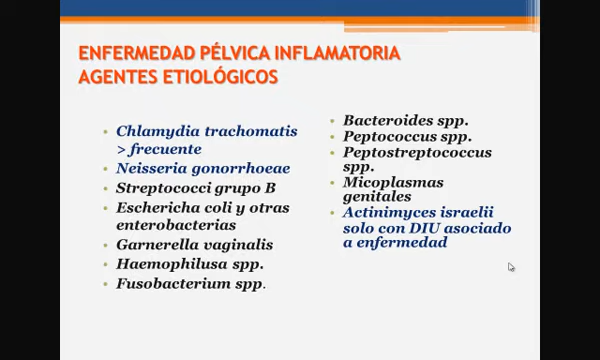 ENFERMEDAD PÉLVICA INFLAMATORIA
AGENTES ETIOLÓGICOS
• Chlamydia trachomatis
> frecuente
• Neisseria gonorrhoeae
• Streptococci grupo B
• Eschericha coli y otras
enterobacterias
• Garnerella vaginalis
• Haemophilusa spp.
• Fusobacterium spp.
• Bacteroides spp.
• Peptococcus spp.
• Peptostreptococcus
spp.
• Micoplasmas
genitales
• Actinimyces israelii
solo con DIU asociado
a enfermedad